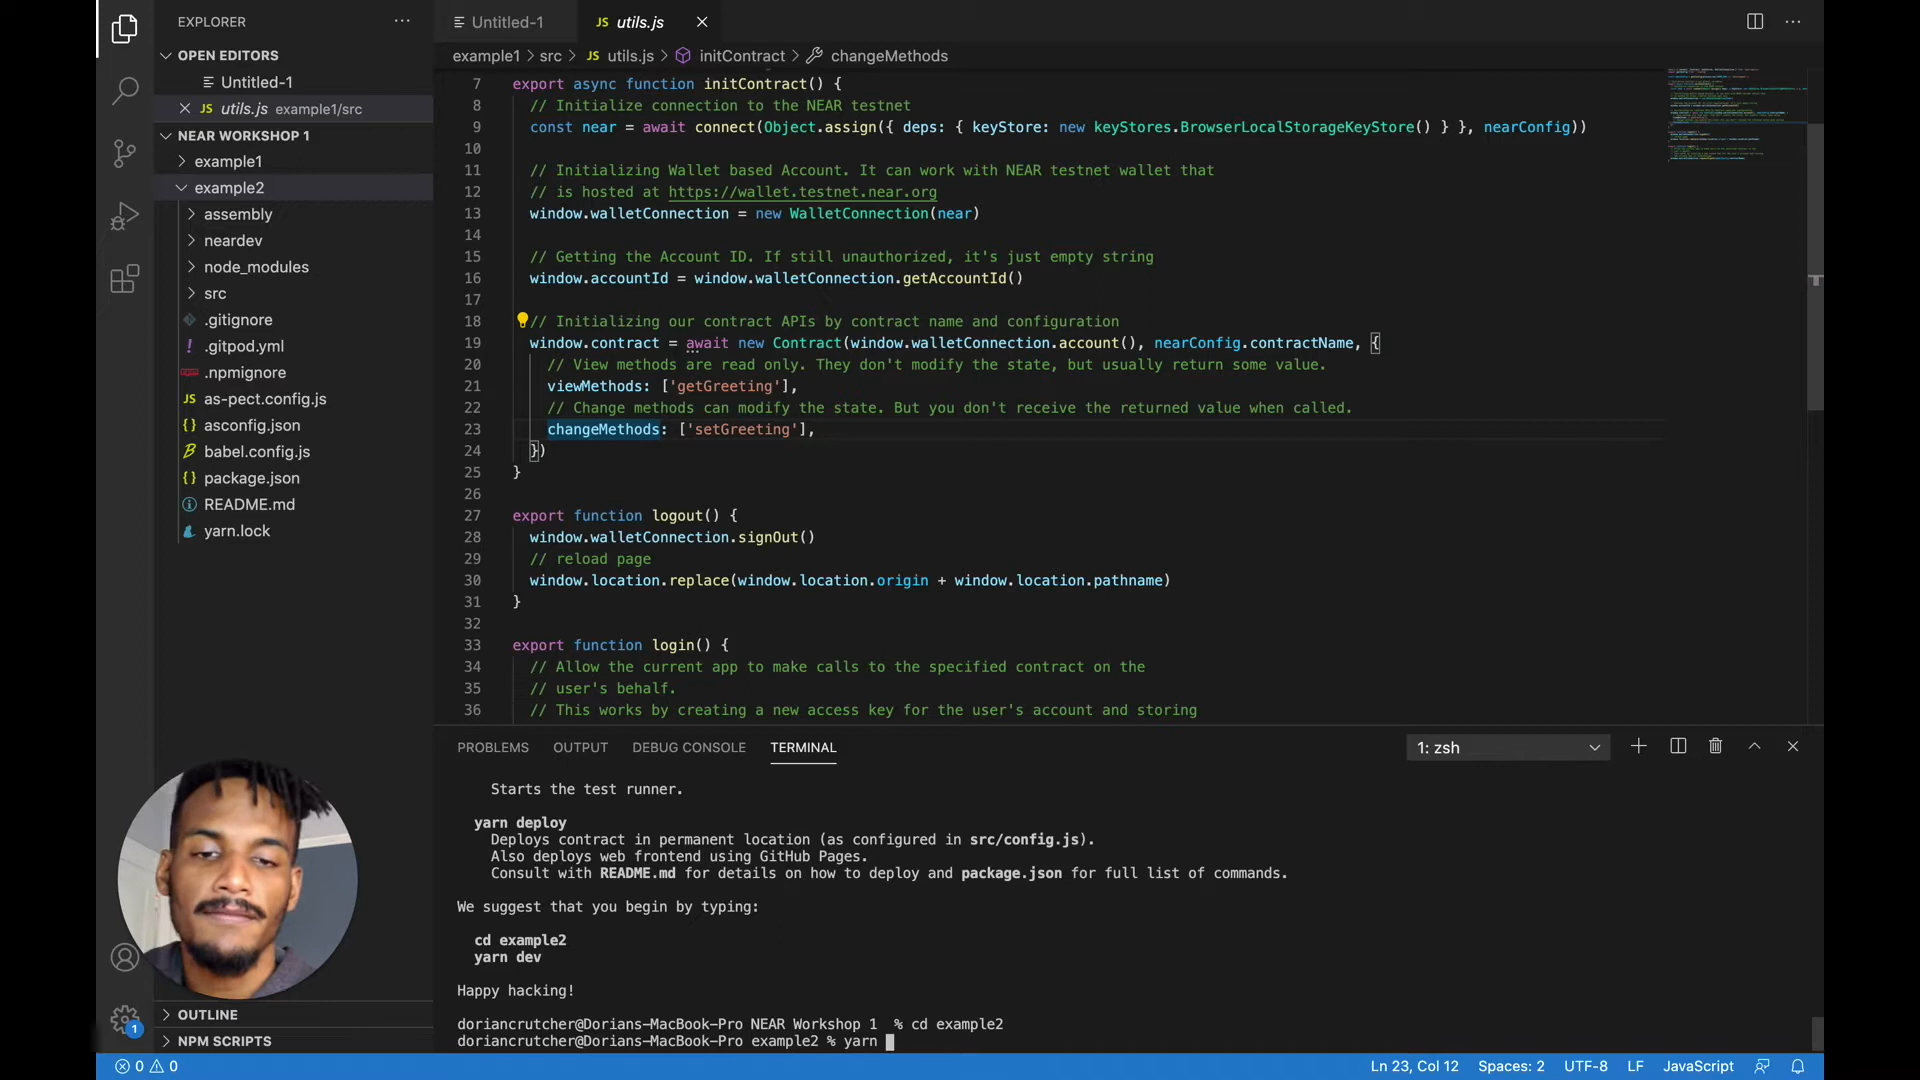 EXPLORER
OPEN EDITORS
Untitled-1
JS utils.js example1/src
NEAR WORKSHOP 1
example1
example2
assembly
neardev
node_modules
src
.gitignore
! .gitpod.yml
.npmignore
JS as-pect.config.js
{} asconfig.json
babel.config.js
{} package.json
README.md
yarn.lock
OUTLINE
NPM SCRIPTS
1
Untitled-1
JS utils.js
example1 > src > JS utils.js > initContract > changeMethods
7 export async function initContract() {
8 // Initialize connection to the NEAR testnet
9 const near = await connect(Object.assign({ deps: { keyStore: new keyStores.BrowserLocalStorageKeyStore() } }, nearConfig))
10
11 // Initializing Wallet based Account. It can work with NEAR testnet wallet that
12 // is hosted at https://wallet.testnet.near.org
13 window.walletConnection = new WalletConnection(near)
14
15 // Getting the Account ID. If still unauthorized, it's just empty string
16 window.accountId = window.walletConnection.getAccountId()
17
18 // Initializing our contract APIs by contract name and configuration
19 window.contract = await new Contract(window.walletConnection.account(), nearConfig.contractName, {
20 // View methods are read only. They don't modify the state, but usually return some value.
21 viewMethods: ['getGreeting'],
22 // Change methods can modify the state. But you don't receive the returned value when called.
23 changeMethods: ['setGreeting'],
24 })
25 }
26
27 export function logout() {
28 window.walletConnection.signOut()
29 // reload page
30 window.location.replace(window.location.origin + window.location.pathname)
31 }
32
33 export function login() {
34 // Allow the current app to make calls to the specified contract on the
35 // user's behalf.
36 // This works by creating a new access key for the user's account and storing
PROBLEMS OUTPUT DEBUG CONSOLE TERMINAL 1: zsh
Starts the test runner.
yarn deploy
Deploys contract in permanent location (as configured in src/config.js).
Also deploys web frontend using GitHub Pages.
Consult with README.md for details on how to deploy and package.json for full list of commands.
We suggest that you begin by typing:
cd example2
yarn dev
Happy hacking!
doriancrutcher@Dorians-MacBook-Pro NEAR Workshop 1 % cd example2
doriancrutcher@Dorians-MacBook-Pro example2 % yarn
0 0 Ln 23, Col 12 Spaces: 2 UTF-8 LF JavaScript